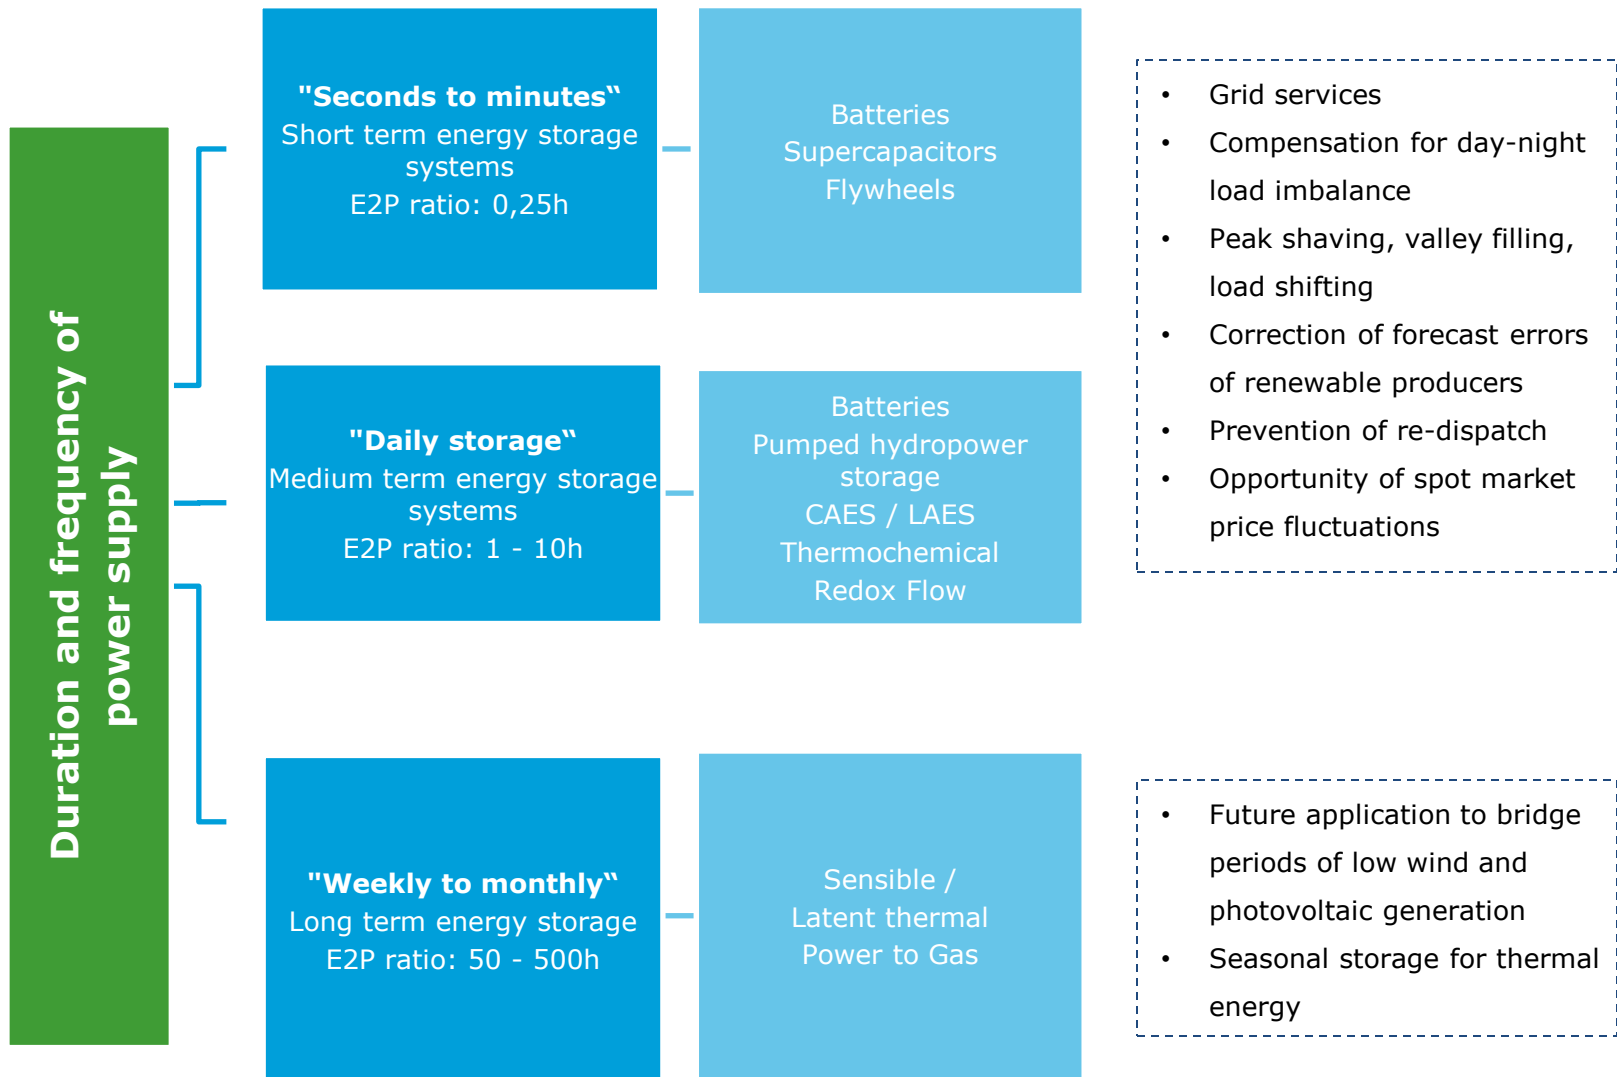 Duration and frequency of
power supply
"Seconds to minutes‟
Short term energy storage
systems
E2P ratio: 0,25h
Batteries
Supercapacitors
Flywheels
• Grid services
• Compensation for day-night
load imbalance
• Peak shaving, valley filling,
load shifting
• Correction of forecast errors
of renewable producers
• Prevention of re-dispatch
• Opportunity of spot market
price fluctuations
"Daily storage‟
Medium term energy storage
systems
E2P ratio: 1 - 10h
Batteries
Pumped hydropower
storage
CAES / LAES
Thermochemical
Redox Flow
"Weekly to monthly‟
Long term energy storage
E2P ratio: 50 - 500h
Sensible /
Latent thermal
Power to Gas
• Future application to bridge
periods of low wind and
photovoltaic generation
• Seasonal storage for thermal
energy